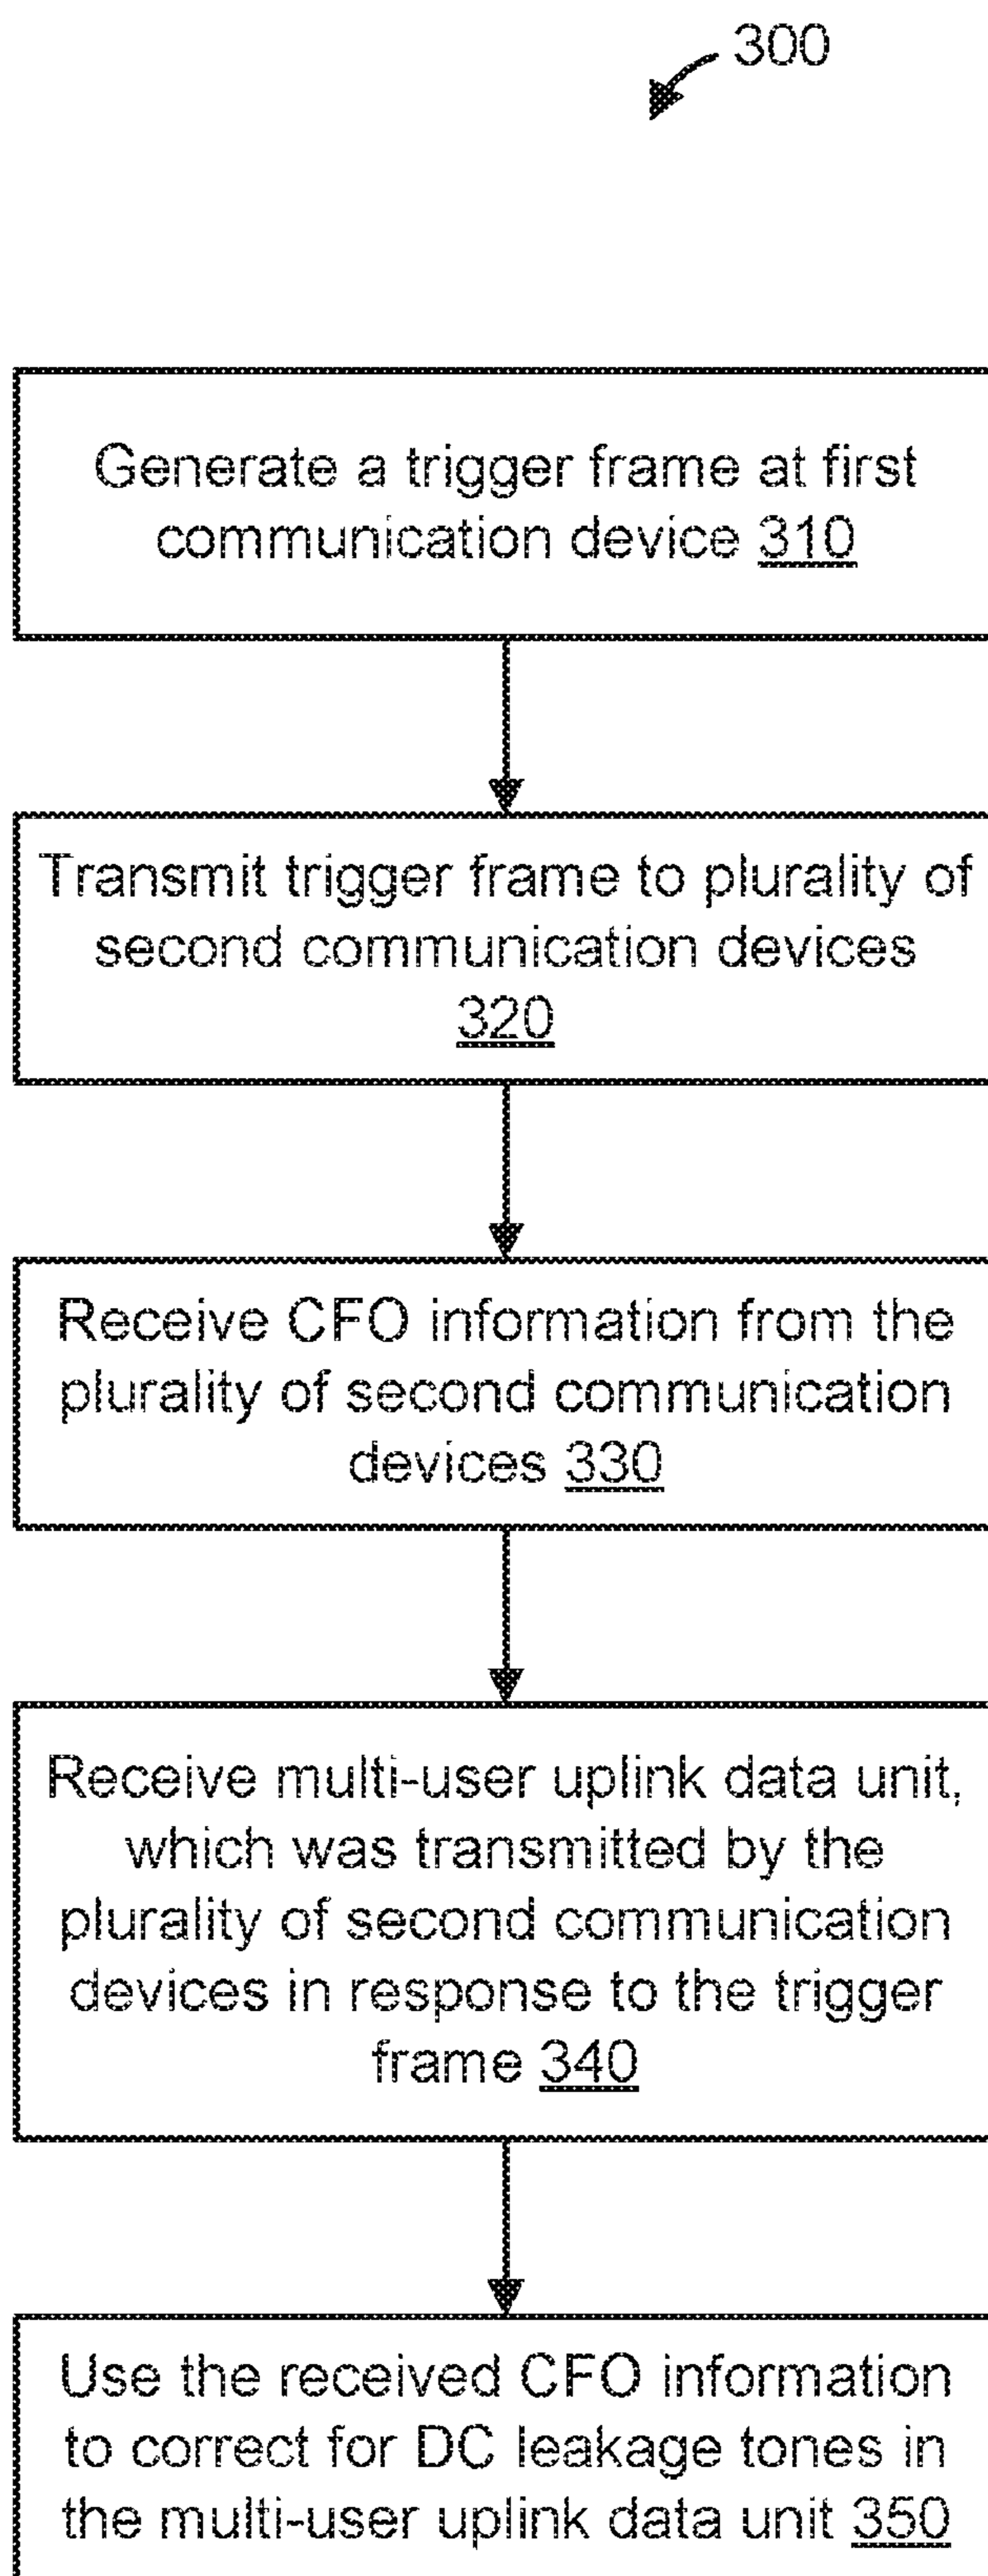 300
Generate a trigger frame at first
communication device 310
Transmit trigger frame to plurality of
second communication devices
320
Receive CFO information from the
plurality of second communication
devices 330
Receive multi-user uplink data unit,
which was transmitted by the
plurality of second communication
devices in response to the trigger
frame 340
Use the received CFO information
to correct for DC leakage tones in
the multi-user uplink data unit 350